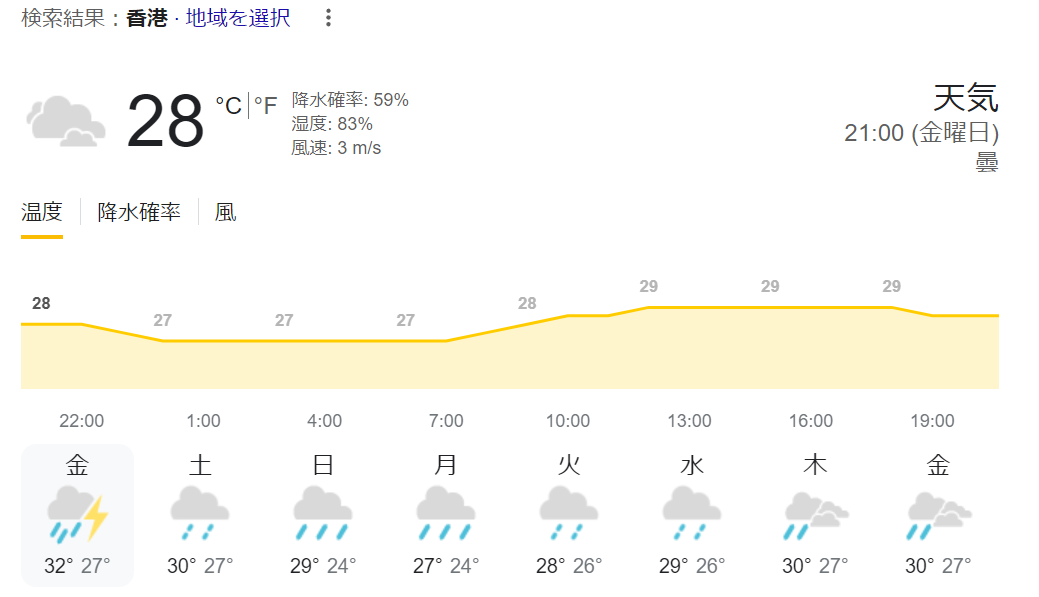 検索結果：香港 · 地域を選択
28 °C | °F
降水確率: 59%
湿度: 83%
風速: 3 m/s
天気
21:00 (金曜日)
曇
温度 降水確率 風
28 27 27 27 28 29 29 29
22:00 1:00 4:00 7:00 10:00 13:00 16:00 19:00
金 土 日 月 火 水 木 金
32° 27° 30° 27° 29° 24° 27° 24° 28° 26° 29° 26° 30° 27° 30° 27°